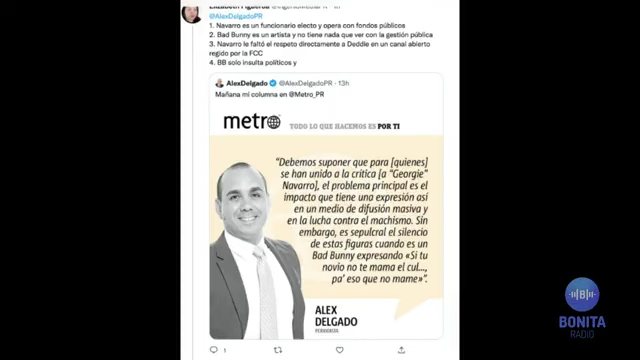 @AlexDelgadoPR
1. Navarro es un funcionario electo y opera con fondos públicos
2. Bad Bunny es un artista y no tiene nada que ver con la gestión pública
3. Navarro le faltó el respeto directamente a Deddie en un canal abierto
regido por la FCC
4. BB solo insulta políticos y
AlexDelgado @AlexDelgadoPR · 13h
Mañana mi columna en @Metro_PR
metro TODO LO QUE HACEMOS ES POR TI
“Debemos suponer que para [quienes]
se han unido a la crítica [a “Georgie”
Navarro], el problema principal es el
impacto que tiene una expresión así
en un medio de difusión masiva y
en la lucha contra el machismo. Sin
embargo, es sepulcral el silencio
de estas figuras cuando es un
Bad Bunny expresando «Si tu
novio no te mama el cul...,
pa’ eso que no mame»”.
ALEX
DELGADO
PERIODISTA
1
B
BONITA
RADIO